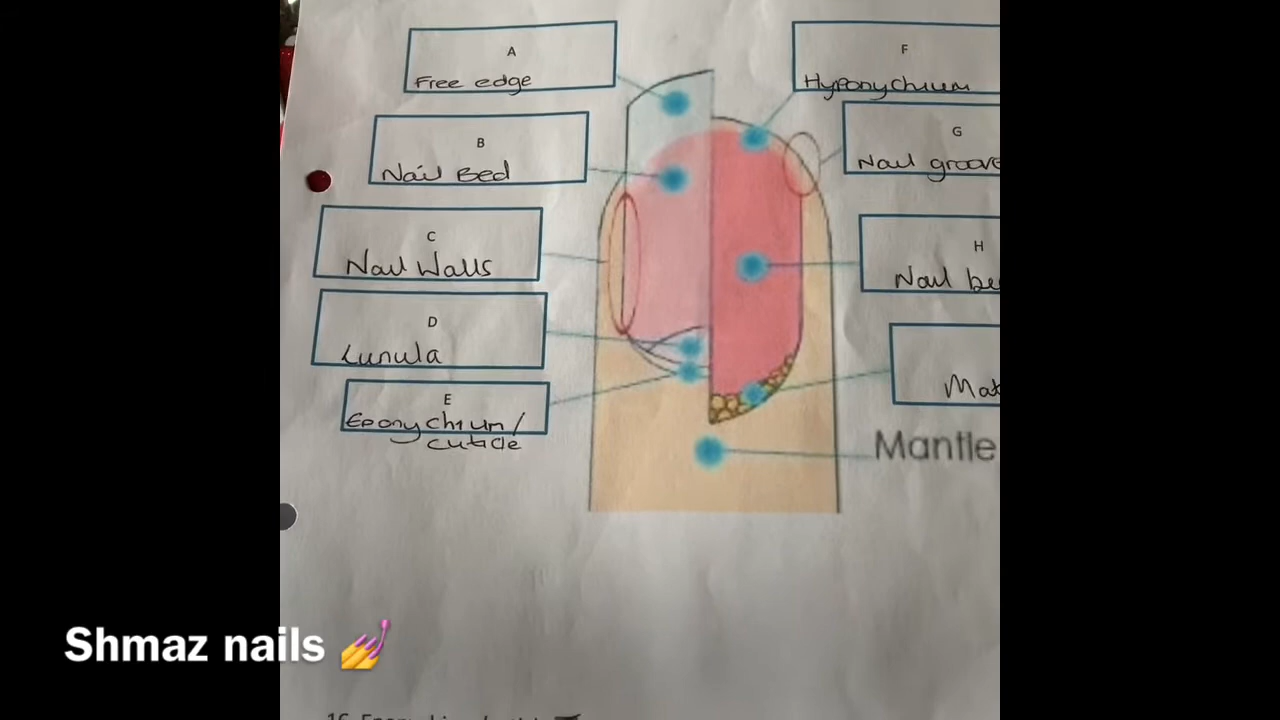 A
Free edge
B
Nail Bed
C
Nail Walls
D
Lunula
E
Eponychium/
cuticle
F
Hyponychium
G
Nail groove
H
Nail be
Mat
Mantle
Shmaz nails 💅